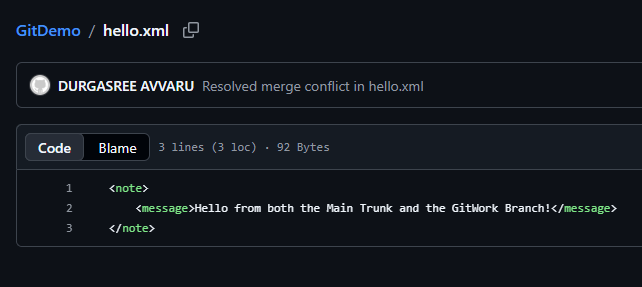 GitDemo / hello.xml
DURGASREE AVVARU Resolved merge conflict in hello.xml
Code Blame 3 lines (3 loc) · 92 Bytes
1 <note>
2 <message>Hello from both the Main Trunk and the GitWork Branch!</message>
3 </note>